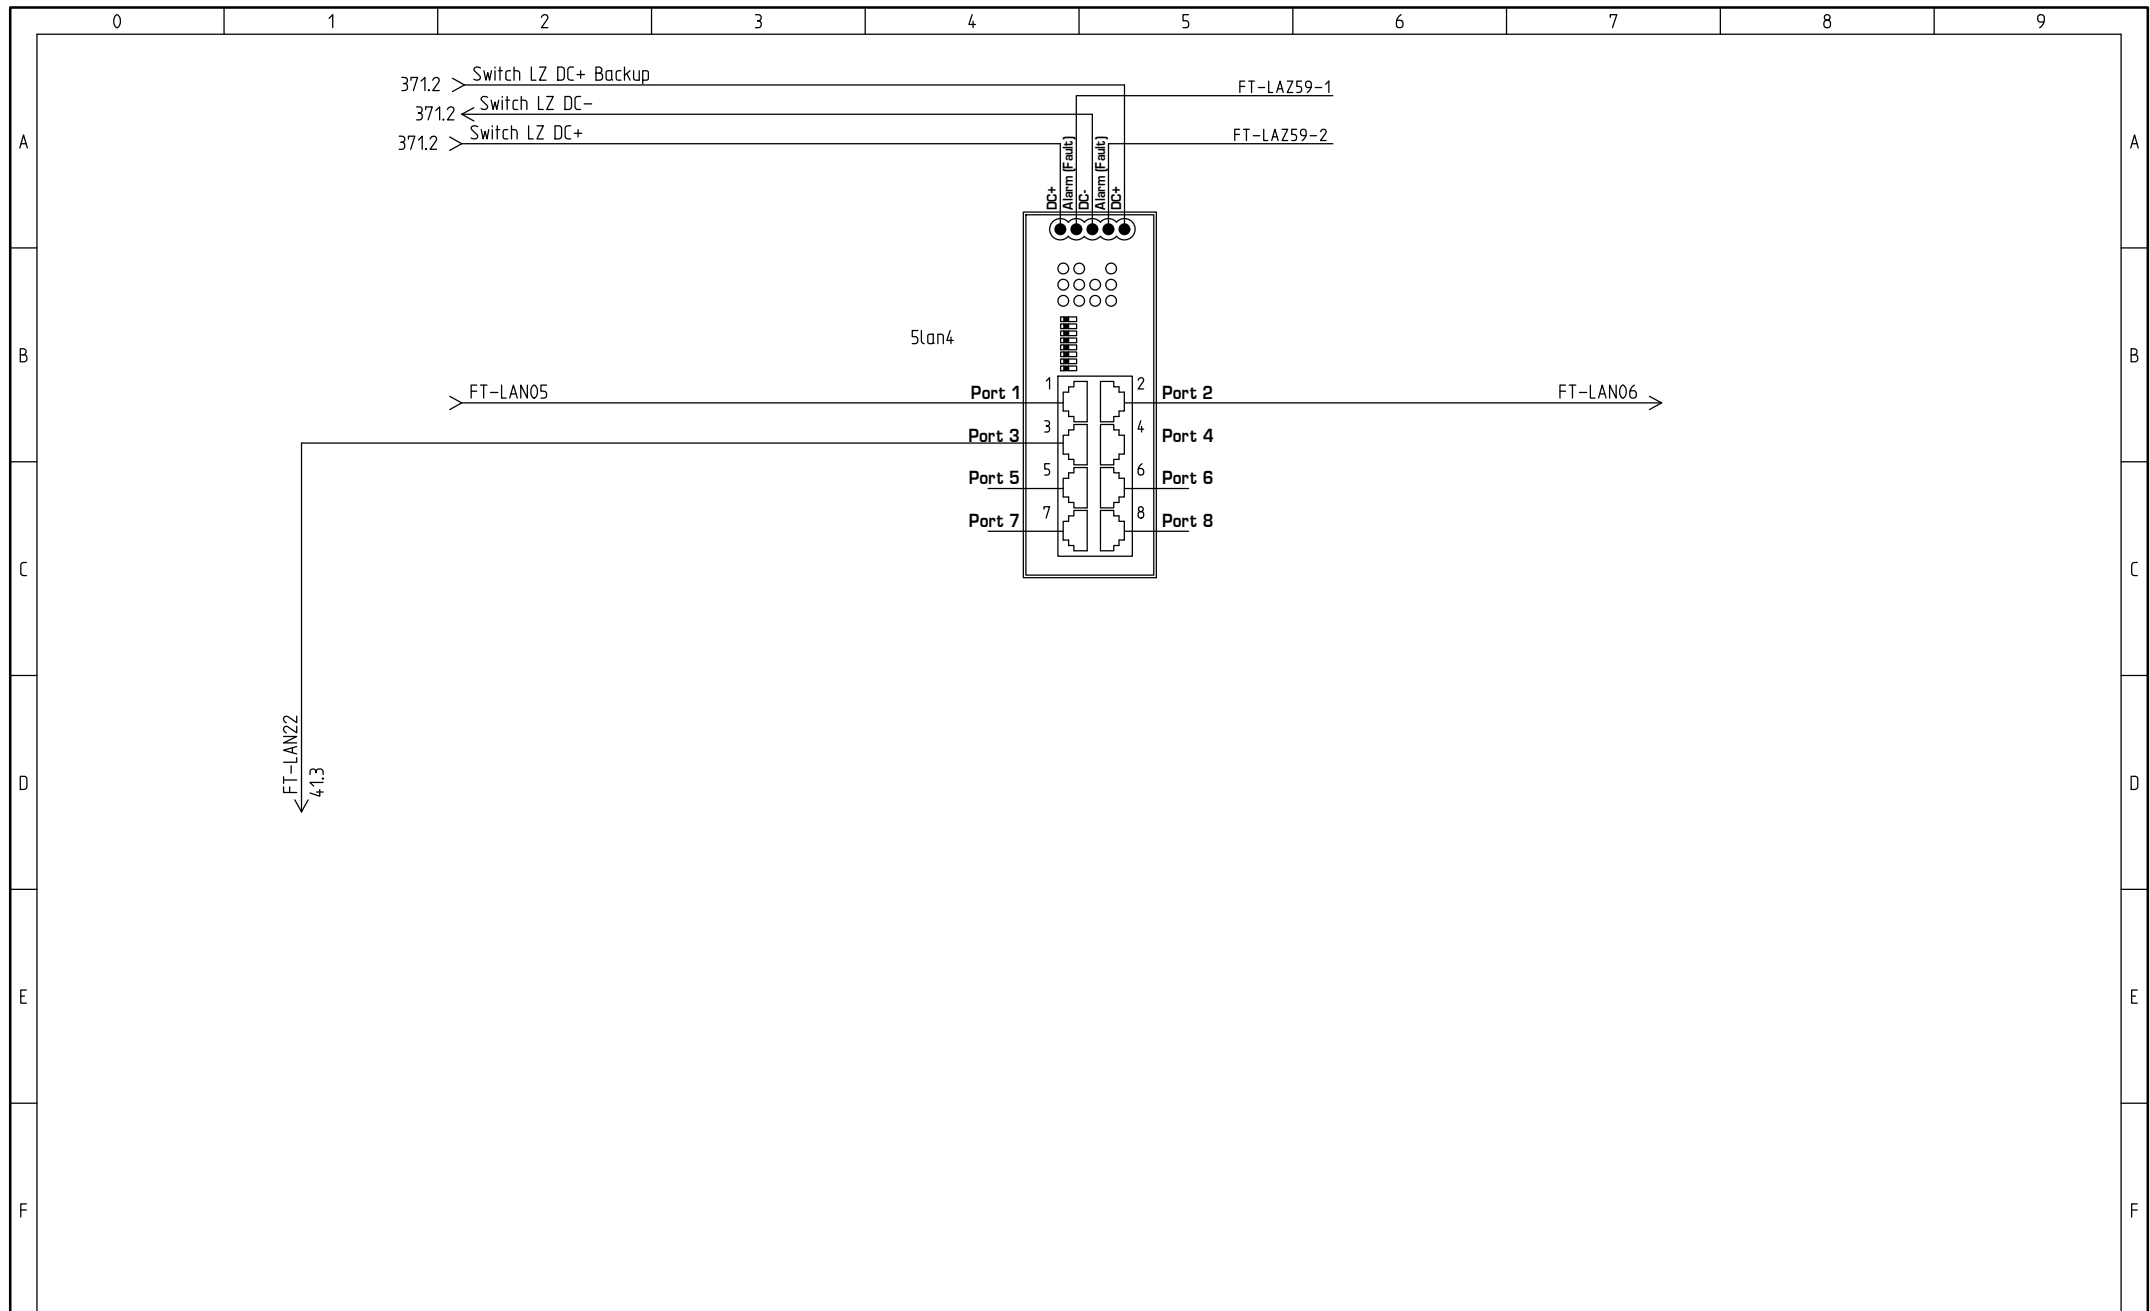 0 1 2 3 4 5 6 7 8 9
371.2 Switch LZ DC+ Backup
FT-LAZ59-1
371.2 Switch LZ DC-
371.2 Switch LZ DC+
FT-LAZ59-2
A A
DC+
Alarm (Fault)
DC-
Alarm (Fault)
DC+
5lan4
B B
FT-LAN05 Port 1 1 2 Port 2 FT-LAN06
Port 3 3 4 Port 4
Port 5 5 6 Port 6
Port 7 7 8 Port 8
C C
FT-LAN22
41.3
D D
E E
F F